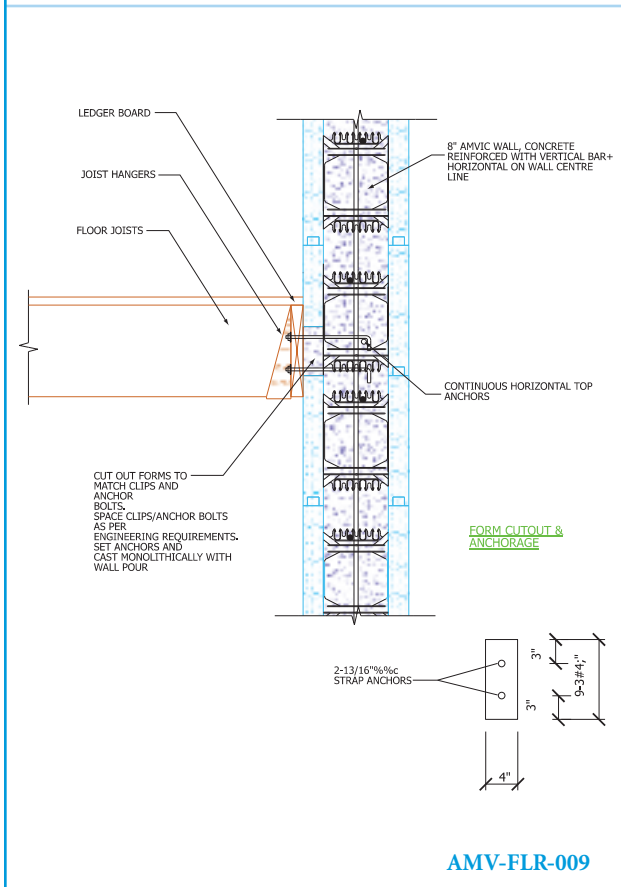 LEDGER BOARD
JOIST HANGERS
FLOOR JOISTS
8" AMVIC WALL, CONCRETE
REINFORCED WITH VERTICAL BAR+
HORIZONTAL ON WALL CENTRE
LINE
CONTINUOUS HORIZONTAL TOP
ANCHORS
CUT OUT FORMS TO
MATCH CLIPS AND
ANCHOR
BOLTS.
SPACE CLIPS/ANCHOR BOLTS
AS PER
ENGINEERING REQUIREMENTS.
SET ANCHORS AND
CAST MONOLITHICALLY WITH
WALL POUR
FORM CUTOUT &
ANCHORAGE
2-13/16"%%c
STRAP ANCHORS
3"
3"
9-3#4;"
4"
AMV-FLR-009